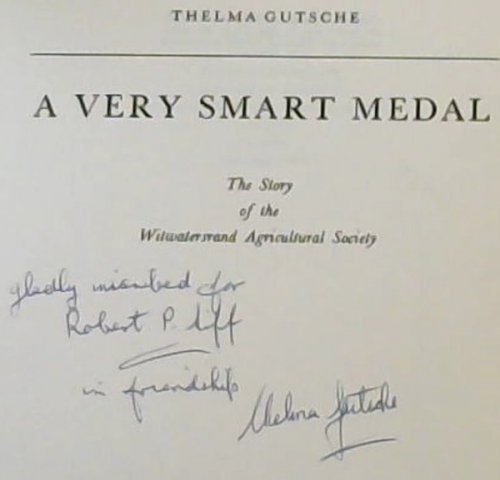 THELMA GUTSCHE
A VERY SMART MEDAL
The Story
of the
Witwatersrand Agricultural Society
gladly inscribed for
Robert P.
in friendship
Thelma Gutsche